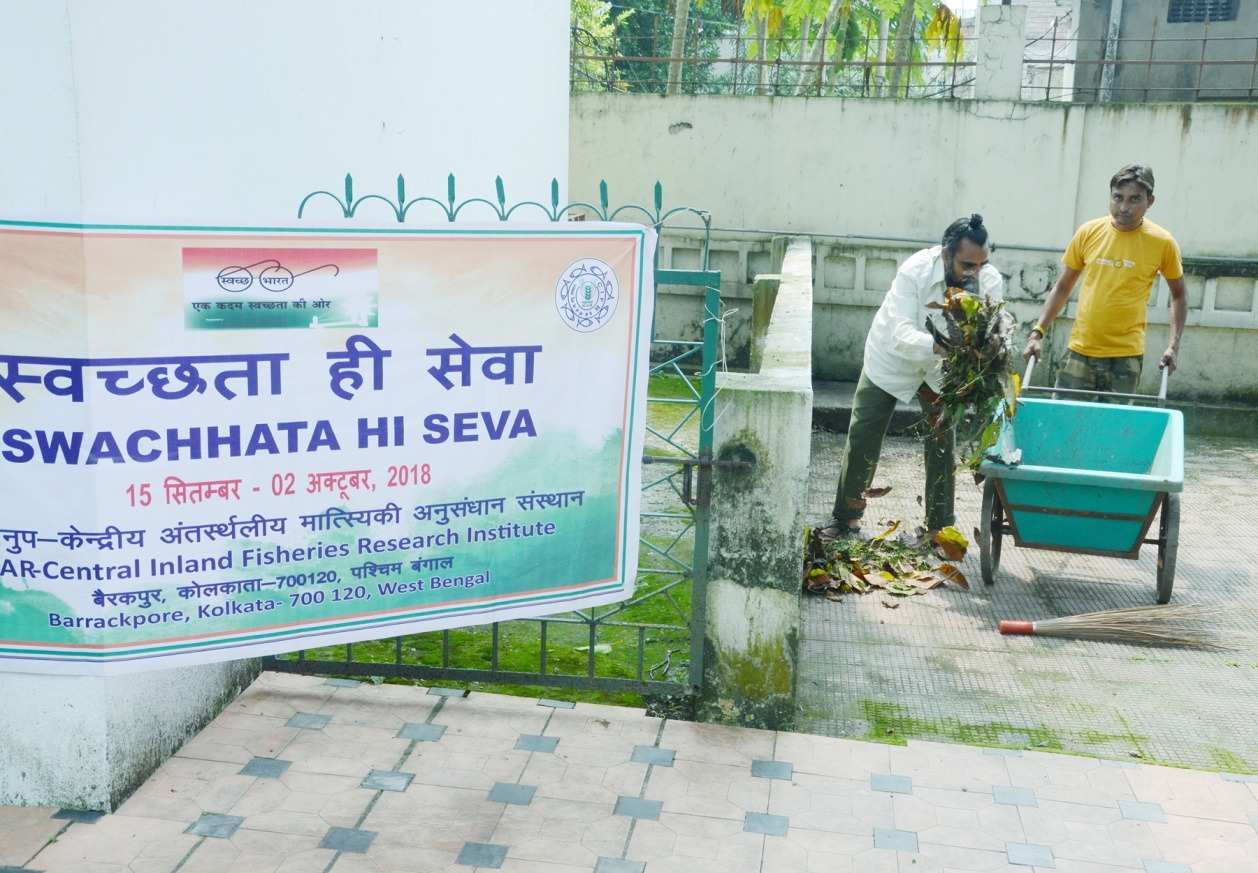 स्वच्छ भारत
एक कदम स्वच्छता की ओर
स्वच्छता ही सेवा
SWACHHATA HI SEVA
15 सितम्बर - 02 अक्टूबर, 2018
नुप–केन्द्रीय अंतर्स्थलीय मात्स्यिकी अनुसंधान संस्थान
AR-Central Inland Fisheries Research Institute
बैरकपुर, कोलकाता–700120, पश्चिम बंगाल
Barrackpore, Kolkata- 700 120, West Bengal